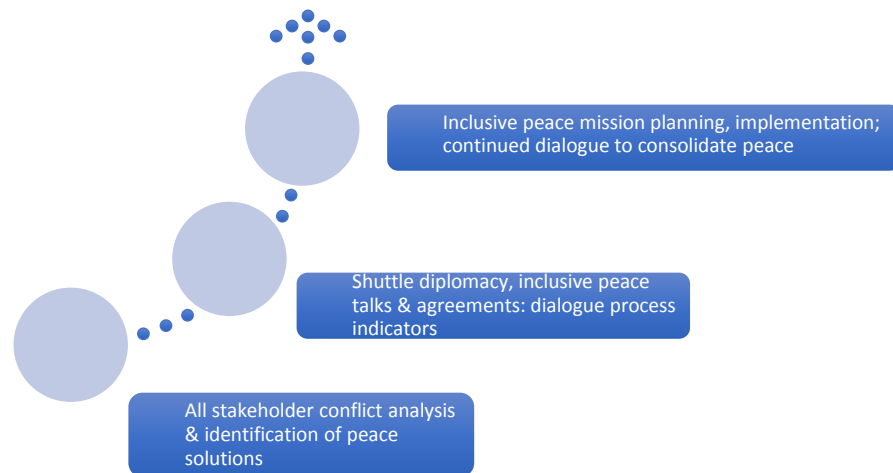 Inclusive peace mission planning, implementation;
continued dialogue to consolidate peace
Shuttle diplomacy, inclusive peace
talks & agreements: dialogue process
indicators
All stakeholder conflict analysis
& identification of peace
solutions